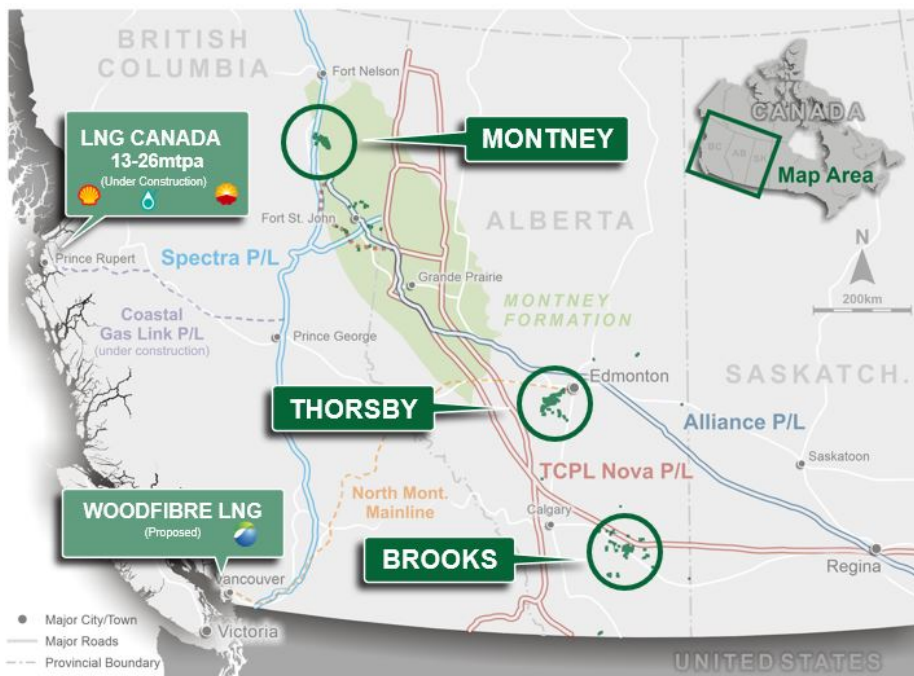 BRITISH
COLUMBIA
Fort Nelson
LNG CANADA
13-26mtpa
(Under Construction)
MONTNEY
CANADA
BC
AB
SK
Map Area
Prince Rupert
Fort St. John
Spectra P/L
ALBERTA
N
200km
Grande Prairie
Coastal
Gas Link P/L
(under construction)
Prince George
MONTNEY
FORMATION
SASKATCH.
THORSBY
Edmonton
Alliance P/L
Saskatoon
TCPL Nova P/L
North Mont.
Mainline
Calgary
WOODFIBRE LNG
(Proposed)
BROOKS
Regina
Vancouver
Victoria
Major City/Town
Major Roads
Provincial Boundary
UNITED STATES